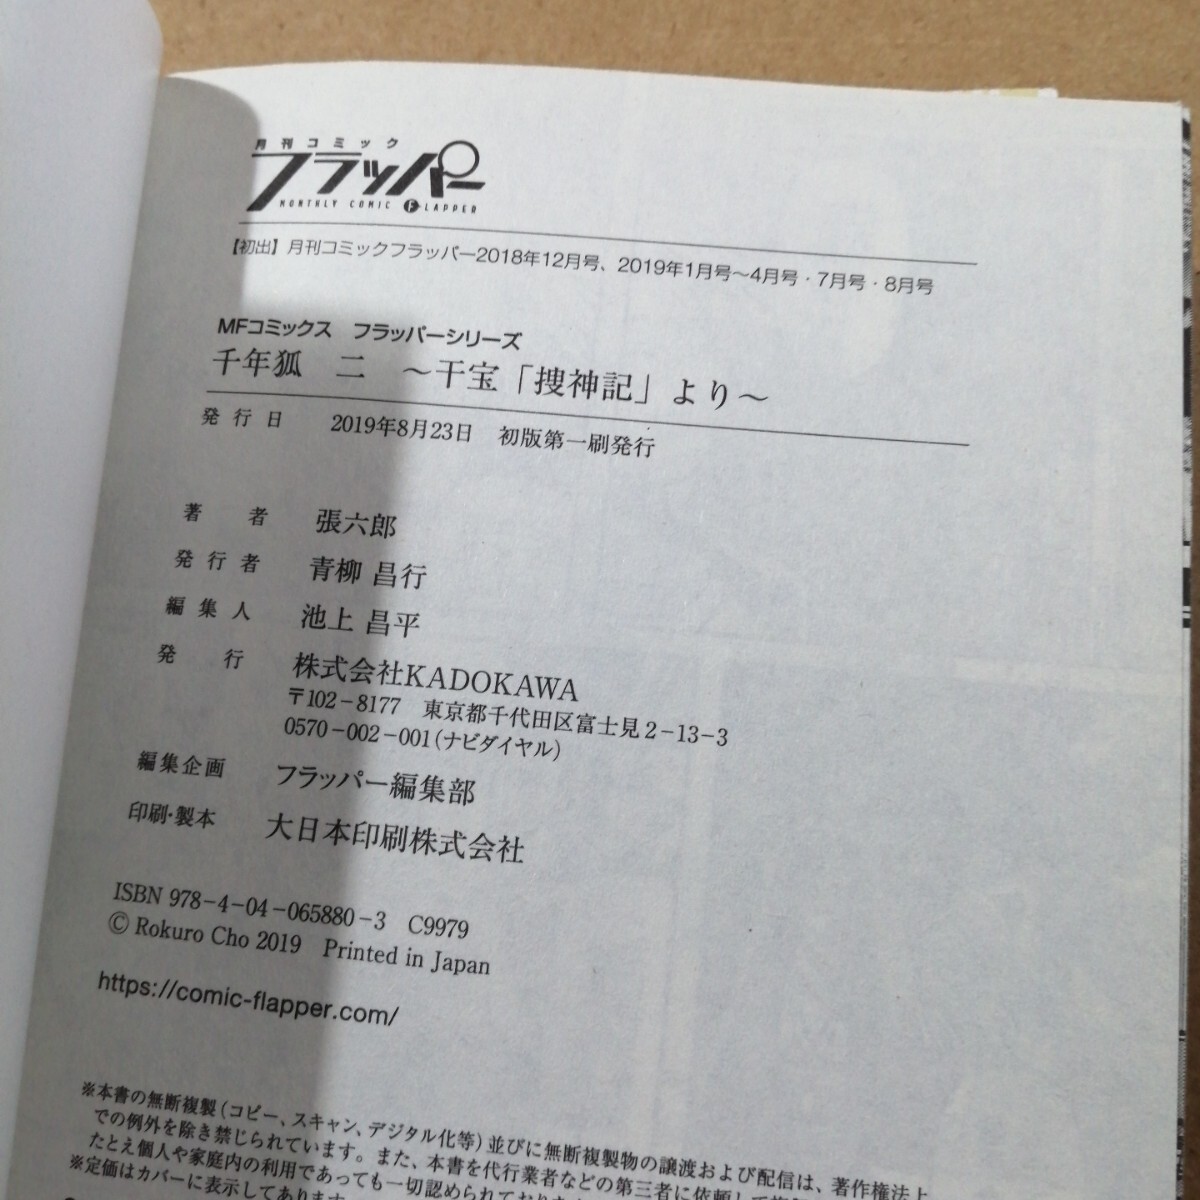 月刊コミック
フラッパー
MONTHLY COMIC FLAPPER
【初出】月刊コミックフラッパー2018年12月号、2019年1月号〜4月号・7月号・8月号
MFコミックス　フラッパーシリーズ
千年狐　二　〜干宝「捜神記」より〜
発行日　2019年8月23日　初版第一刷発行
著　者　張六郎
発行者　青柳 昌行
編集人　池上 昌平
発　行　株式会社KADOKAWA
〒102-8177　東京都千代田区富士見2-13-3
0570-002-001(ナビダイヤル)
編集企画　フラッパー編集部
印刷・製本　大日本印刷株式会社
ISBN 978-4-04-065880-3　C9979
© Rokuro Cho 2019　Printed in Japan
https://comic-flapper.com/
※本書の無断複製(コピー、スキャン、デジタル化等)並びに無断複製物の譲渡および配信は、著作権法上
での例外を除き禁じられています。また、本書を代行業者などの第三者に依頼して
たとえ個人や家庭内の利用であっても一切認められておりま
※定価はカバーに表示してあります。